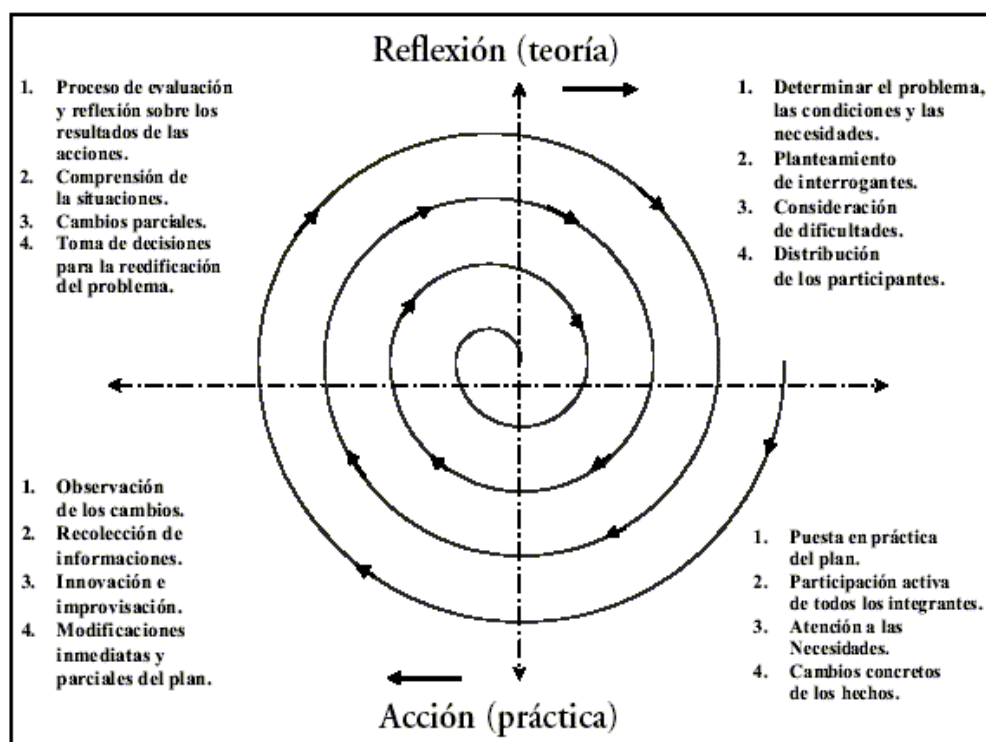 Reflexión (teoría)
1. Proceso de evaluación
y reflexión sobre los
resultados de las
acciones.
2. Comprensión de
la situaciones.
3. Cambios parciales.
4. Toma de decisiones
para la reedificación
del problema.
1. Determinar el problema,
las condiciones y las
necesidades.
2. Planteamiento
de interrogantes.
3. Consideración
de dificultades.
4. Distribución
de los participantes.
1. Observación
de los cambios.
2. Recolección de
informaciones.
3. Innovación e
improvisación.
4. Modificaciones
inmediatas y
parciales del plan.
1. Puesta en práctica
del plan.
2. Participación activa
de todos los integrantes.
3. Atención a las
Necesidades.
4. Cambios concretos
de los hechos.
Acción (práctica)